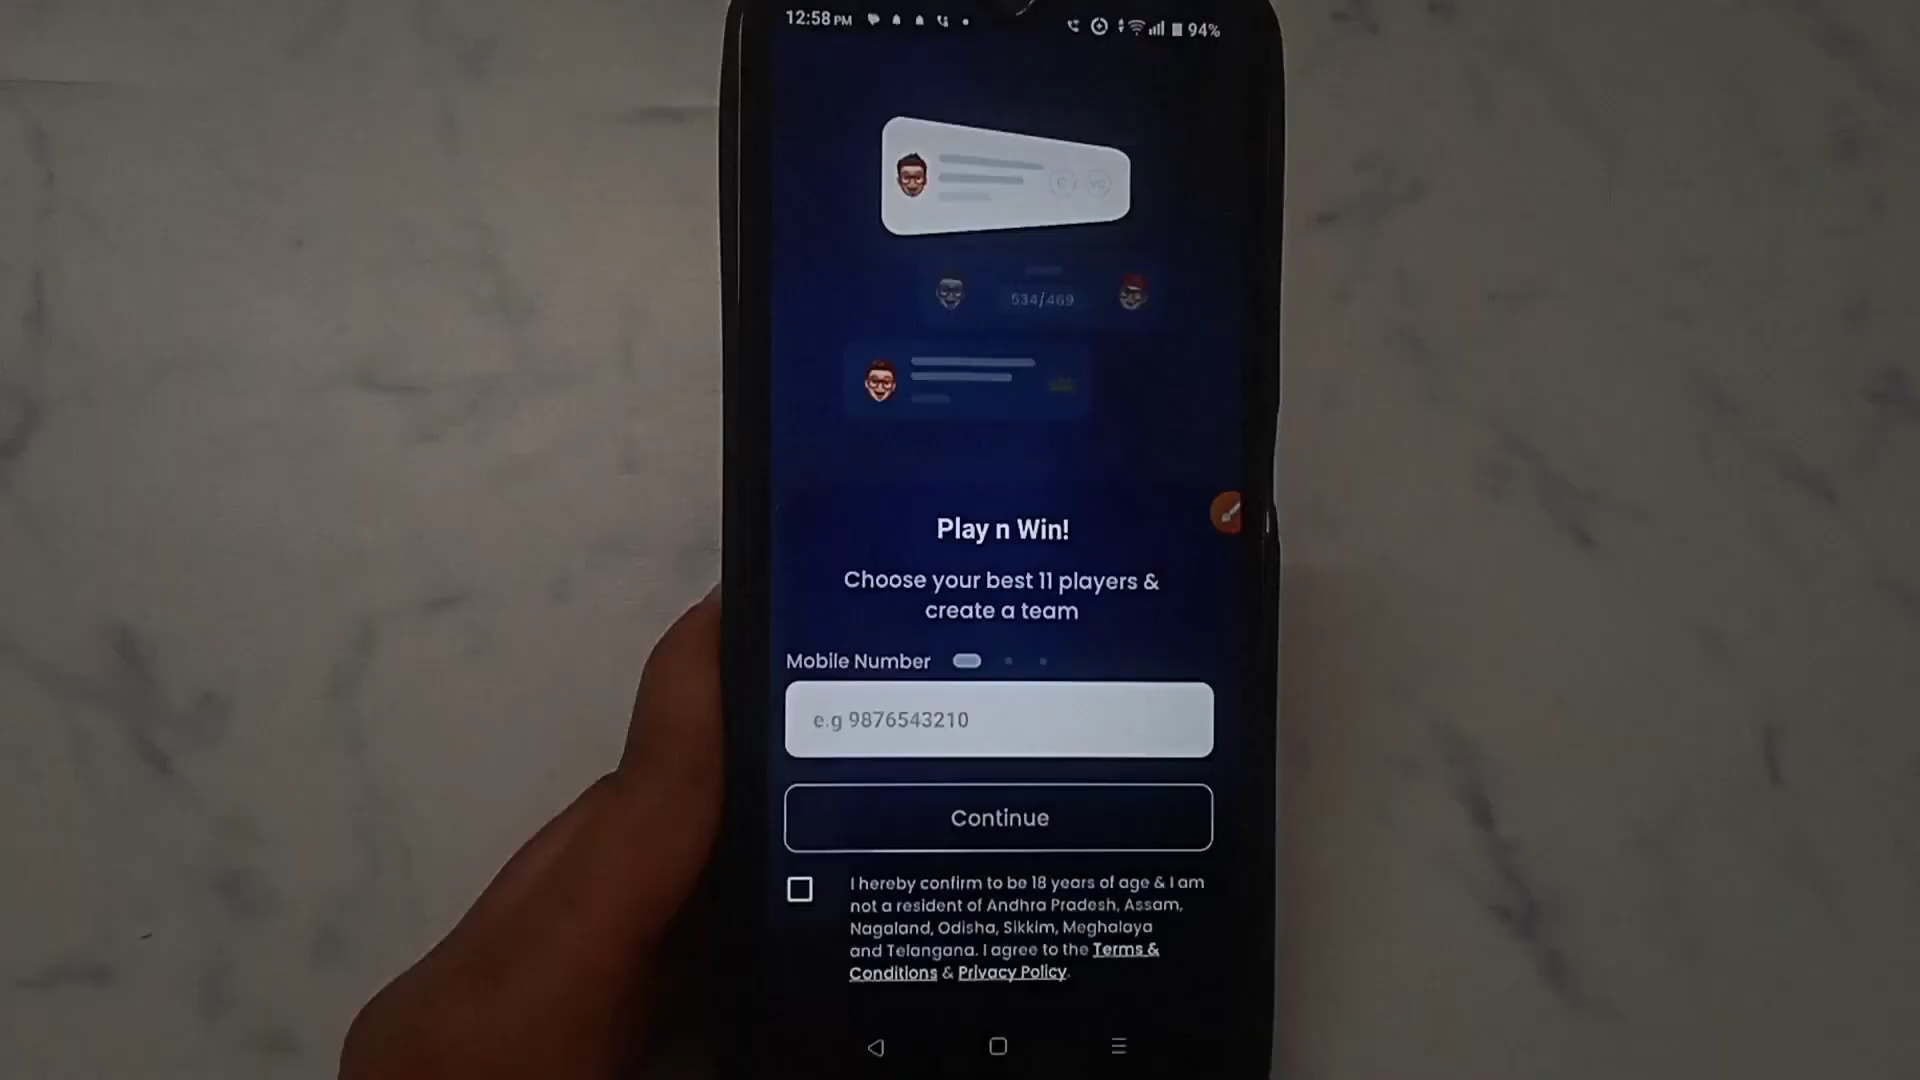 12:58 PM
94%
C
VC
534/469
Play n Win!
Choose your best 11 players &
create a team
Mobile Number
e.g 9876543210
Continue
I hereby confirm to be 18 years of age & I am
not a resident of Andhra Pradesh, Assam,
Nagaland, Odisha, Sikkim, Meghalaya
and Telangana. I agree to the Terms &
Conditions & Privacy Policy.